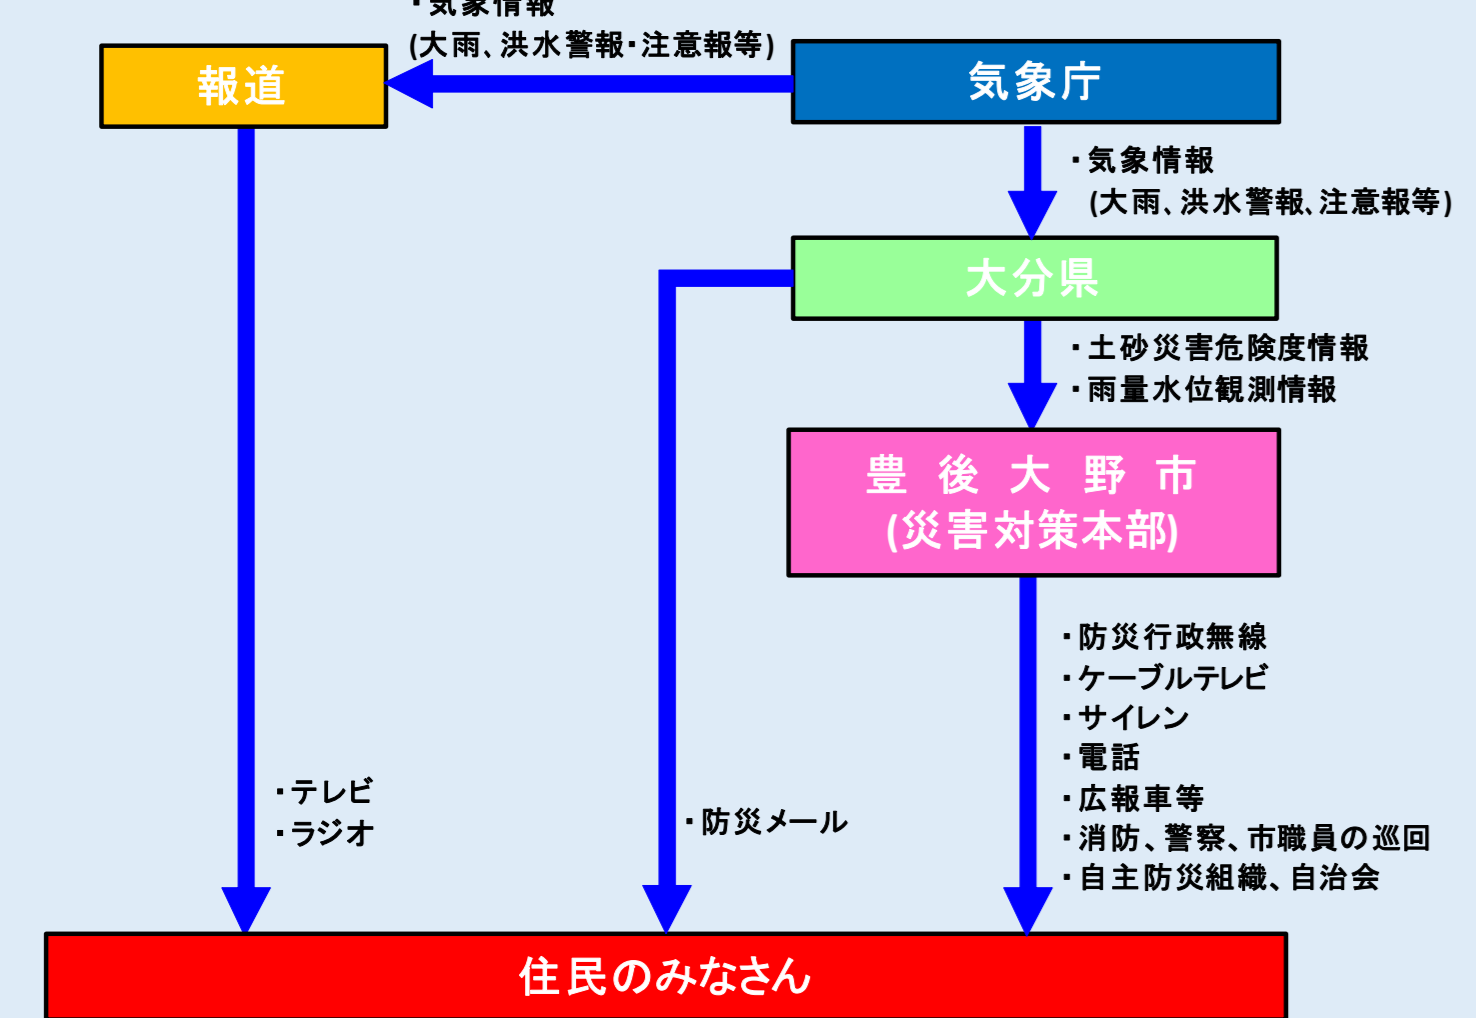 ・気象情報
(大雨、洪水警報・注意報等)
報道
気象庁
・気象情報
(大雨、洪水警報、注意報等)
大分県
・土砂災害危険度情報
・雨量水位観測情報
豊後大野市
(災害対策本部)
・防災行政無線
・ケーブルテレビ
・サイレン
・電話
・広報車等
・消防、警察、市職員の巡回
・自主防災組織、自治会
・テレビ
・ラジオ
・防災メール
住民のみなさん